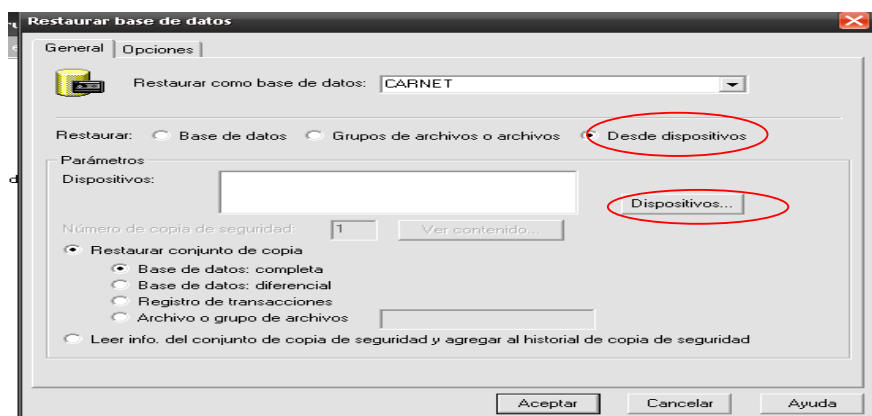 Restaurar base de datos
General Opciones
Restaurar como base de datos: CARNET
Restaurar: Base de datos Grupos de archivos o archivos Desde dispositivos
Parámetros
Dispositivos:
Dispositivos...
Número de copia de seguridad: 1 Ver contenido...
Restaurar conjunto de copia
Base de datos: completa
Base de datos: diferencial
Registro de transacciones
Archivo o grupo de archivos
Leer info. del conjunto de copia de seguridad y agregar al historial de copia de seguridad
Aceptar Cancelar Ayuda